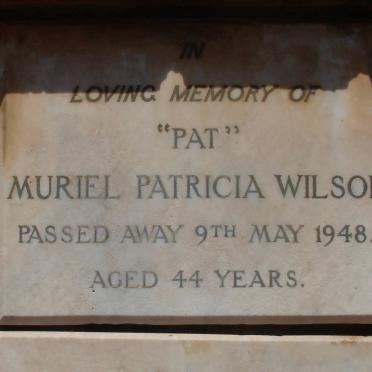 IN
LOVING MEMORY OF
"PAT"
MURIEL PATRICIA WILSON
PASSED AWAY 9TH MAY 1948.
AGED 44 YEARS.